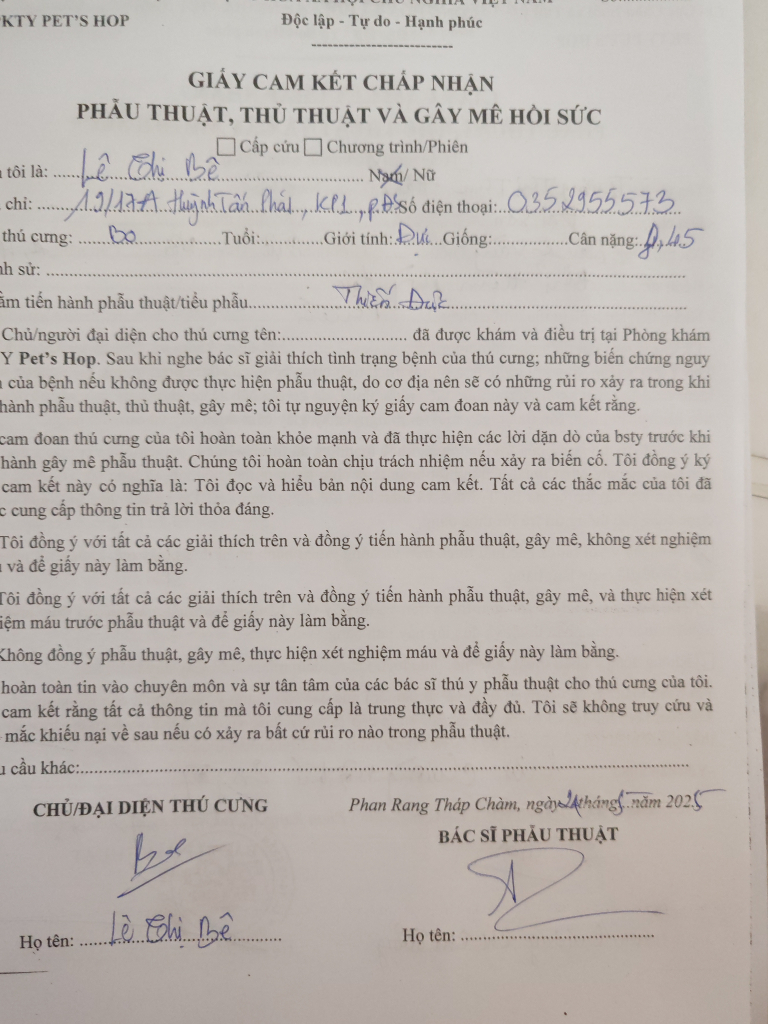 KTY PET'S HOP
Độc lập - Tự do - Hạnh phúc
GIẤY CAM KẾT CHẤP NHẬN
PHẪU THUẬT, THỦ THUẬT VÀ GÂY MÊ HỒI SỨC
Cấp cứu Chương trình/Phiên
tôi là: Lê Thị Bê Nam/ Nữ
chỉ: 19/17A Huỳnh Tấn Phát, KP1, Số điện thoại: 0352955573
thú cưng: Bo Tuổi: Giới tính: Đực Giống: Cân nặng: 8,45
nh sử:
ầm tiến hành phẫu thuật/tiểu phẫu Thiến Đực
Chủ/người đại diện cho thú cưng tên: đã được khám và điều trị tại Phòng khám
Y Pet's Hop. Sau khi nghe bác sĩ giải thích tình trạng bệnh của thú cưng; những biến chứng nguy
của bệnh nếu không được thực hiện phẫu thuật, do cơ địa nên sẽ có những rủi ro xảy ra trong khi
hành phẫu thuật, thủ thuật, gây mê; tôi tự nguyện ký giấy cam đoan này và cam kết rằng.
cam đoan thú cưng của tôi hoàn toàn khỏe mạnh và đã thực hiện các lời dặn dò của bsty trước khi
hành gây mê phẫu thuật. Chúng tôi hoàn toàn chịu trách nhiệm nếu xảy ra biến cố. Tôi đồng ý ký
cam kết này có nghĩa là: Tôi đọc và hiểu bản nội dung cam kết. Tất cả các thắc mắc của tôi đã
c cung cấp thông tin trả lời thỏa đáng.
Tôi đồng ý với tất cả các giải thích trên và đồng ý tiến hành phẫu thuật, gây mê, không xét nghiệm
và để giấy này làm bằng.
Tôi đồng ý với tất cả các giải thích trên và đồng ý tiến hành phẫu thuật, gây mê, và thực hiện xét
iệm máu trước phẫu thuật và để giấy này làm bằng.
Không đồng ý phẫu thuật, gây mê, thực hiện xét nghiệm máu và để giấy này làm bằng.
hoàn toàn tin vào chuyên môn và sự tân tâm của các bác sĩ thú y phẫu thuật cho thú cưng của tôi.
cam kết rằng tất cả thông tin mà tôi cung cấp là trung thực và đầy đủ. Tôi sẽ không truy cứu và
mắc khiếu nại về sau nếu có xảy ra bất cứ rủi ro nào trong phẫu thuật.
u cầu khác:
CHỦ/ĐẠI DIỆN THÚ CƯNG
Phan Rang Tháp Chàm, ngày 21 tháng 5 năm 2025
BÁC SĨ PHẪU THUẬT
Bê
Họ tên: Lê Thị Bê
Họ tên: